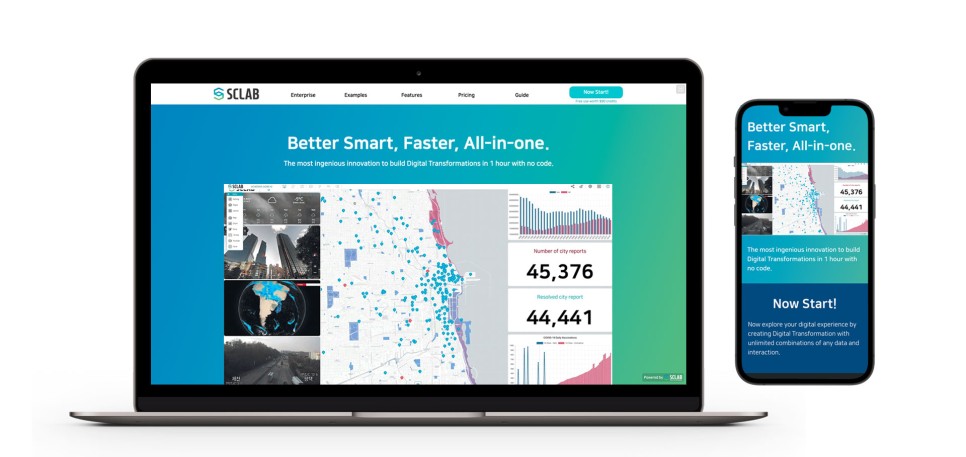 SCLAB
Enterprise
Examples
Features
Pricing
Guide
Now Start!
Better Smart, Faster, All-in-one.
The most ingenious innovation to build Digital Transformations in 1 hour with no code.
SCLAB
Number of city reports
45,376
Resolved city report
44,441
Powered by SCLAB
Better Smart,
Faster, All-in-one.
45,376
44,441
The most ingenious innovation to build
Digital Transformations in 1 hour with
no code.
Now Start!
Now explore your digital experience by
creating Digital Transformation with
unlimited combinations of any data and
interaction.